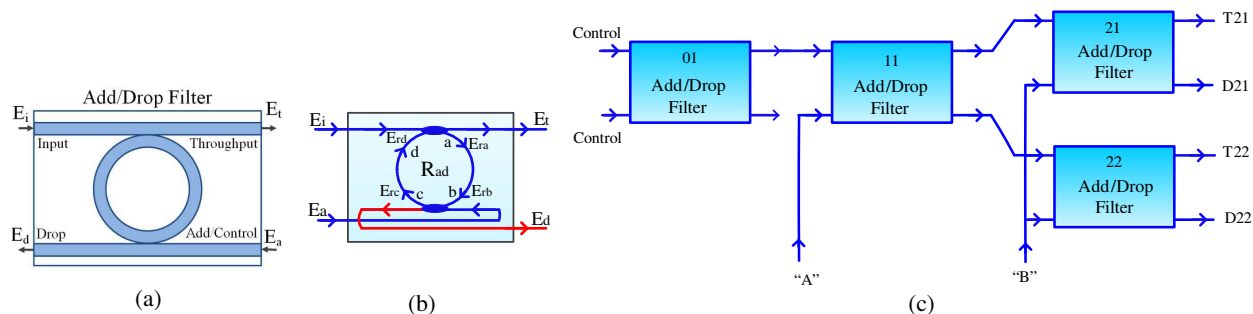 Add/Drop Filter
Ei
Et
Input
Throughput
Ed
Drop
Add/Control
Ea
(a)
Ei
Et
Erd
a
d
Era
Rad
Erc
c
b
Erb
Ea
Ed
(b)
Control
Control
01
Add/Drop
Filter
11
Add/Drop
Filter
21
Add/Drop
Filter
22
Add/Drop
Filter
T21
D21
T22
D22
“A”
“B”
(c)